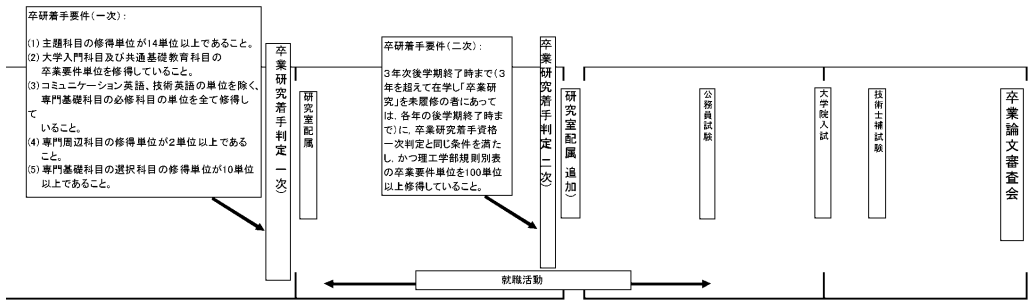 卒研着手要件(一次):
(1) 主題科目の修得単位が14単位以上であること。
(2) 大学入門科目及び共通基礎教育科目の
卒業要件単位を修得していること。
(3) コミュニケーション英語、技術英語の単位を除く、
専門基礎科目の必修科目の単位を全て修得し
て
いること。
(4) 専門周辺科目の修得単位が2単位以上である
こと。
(5) 専門基礎科目の選択科目の修得単位が10単位
以上であること。
卒業研究着手判定(一次)
研究室配属
卒研着手要件(二次):
3年次後学期終了時まで(3
年を超えて在学し「卒業研
究」を未履修の者にあって
は, 各年の後学期終了時ま
で)に, 卒業研究着手資格
一次判定と同じ条件を満た
し, かつ理工学部規則別表
の卒業要件単位を100単位
以上修得していること。
卒業研究着手判定(二次)
研究室配属(追加)
公務員試験
大学院入試
技術士補試験
卒業論文審査会
就職活動